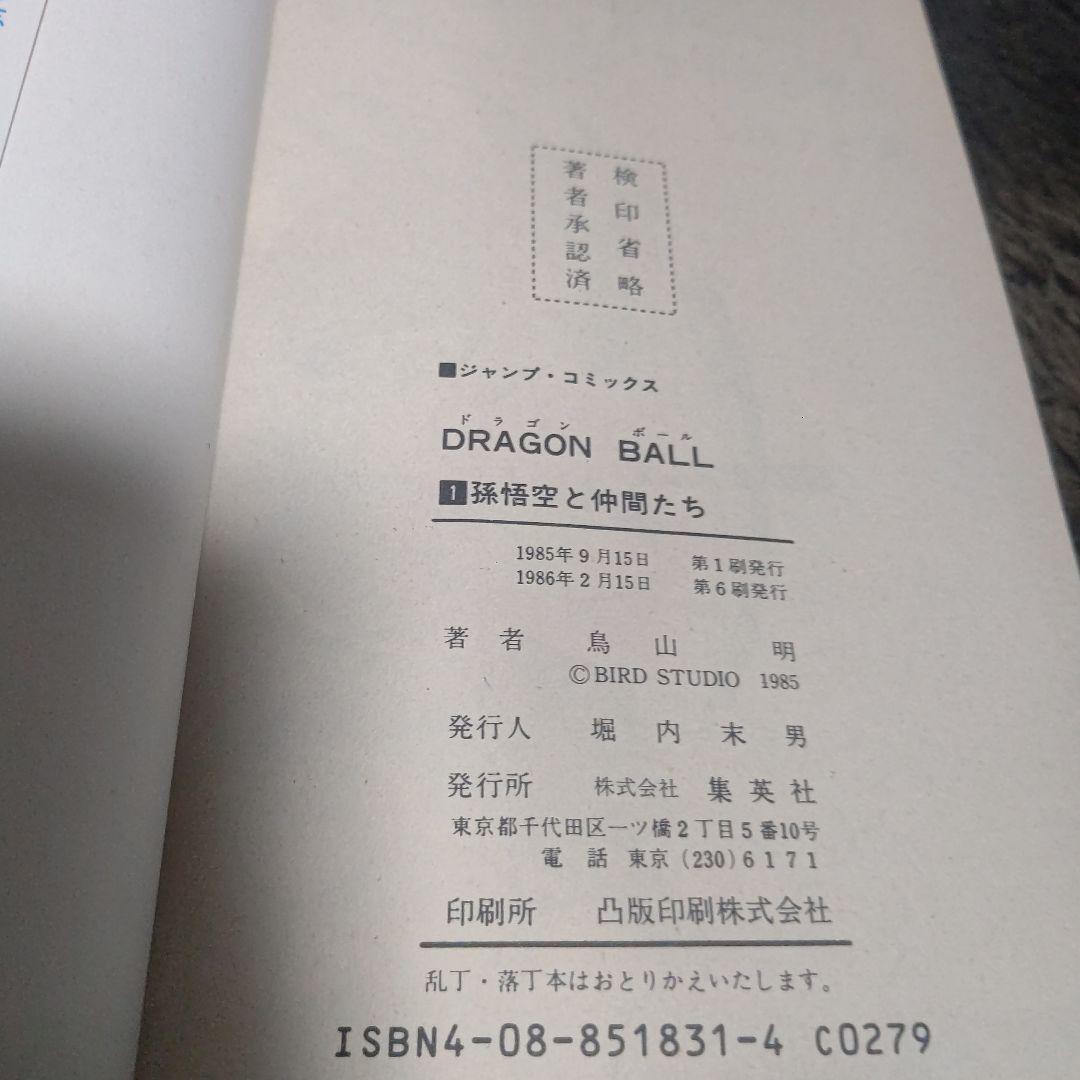 検印省略
著者承認済
■ジャンプ・コミックス
ドラゴン ボール
DRAGON BALL
1 孫悟空と仲間たち
1985年9月15日 第1刷発行
1986年2月15日 第6刷発行
著者 鳥山 明
©BIRD STUDIO 1985
発行人 堀内末男
発行所 株式会社 集英社
東京都千代田区一ツ橋2丁目5番10号
電話 東京(230)6171
印刷所 凸版印刷株式会社
乱丁・落丁本はおとりかえいたします。
ISBN4-08-851831-4 C0279